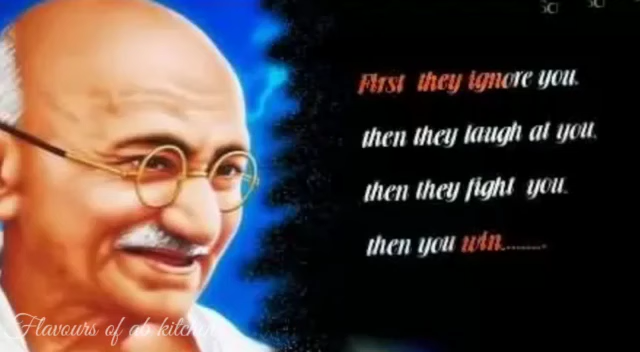 First they ignore you.
then they laugh at you,
then they fight you.
then you win.........
Flavours of ab kitchen